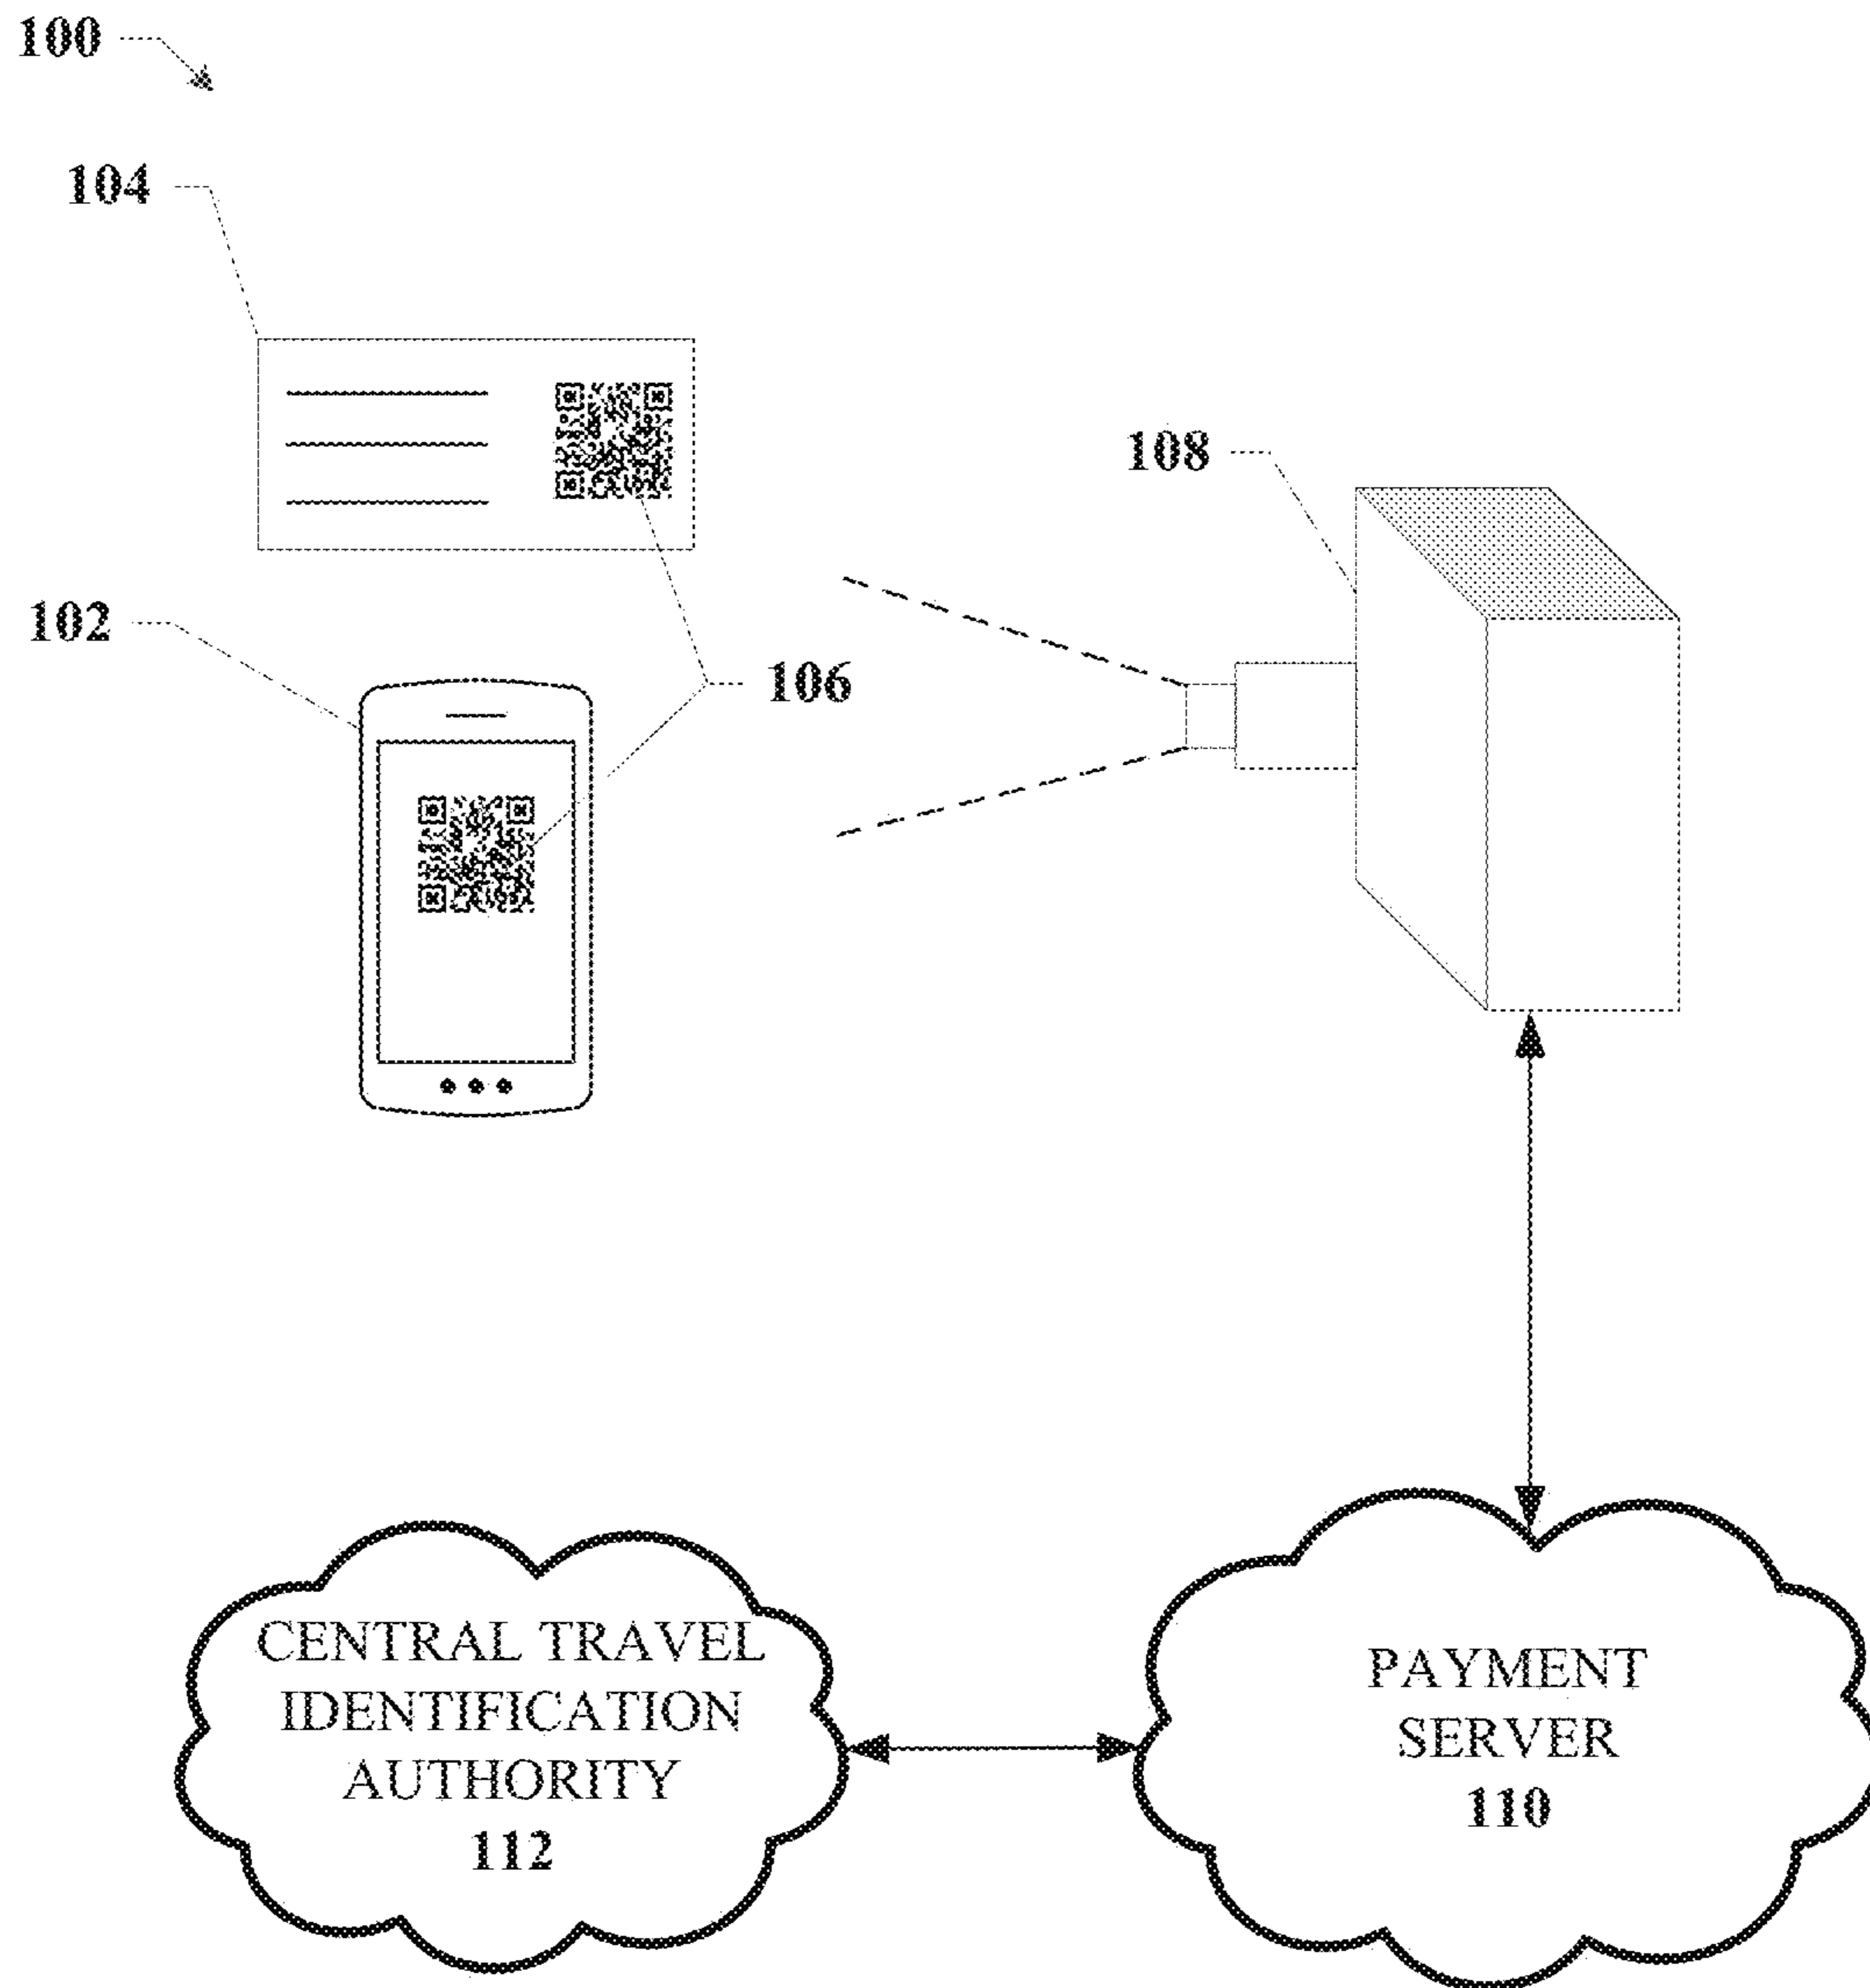 100
104
108
102
106
CENTRAL TRAVEL
IDENTIFICATION
AUTHORITY
112
PAYMENT
SERVER
110